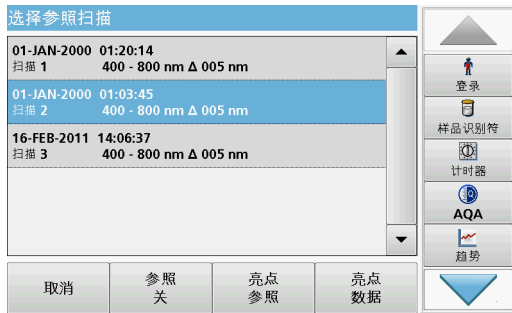 选择参照扫描
01-JAN-2000 01:20:14
扫描 1 400 - 800 nm Δ 005 nm
01-JAN-2000 01:03:45
扫描 2 400 - 800 nm Δ 005 nm
16-FEB-2011 14:06:37
扫描 3 400 - 800 nm Δ 005 nm
取消
参照
关
亮点
参照
亮点
数据
登录
样品识别符
计时器
AQA
趋势